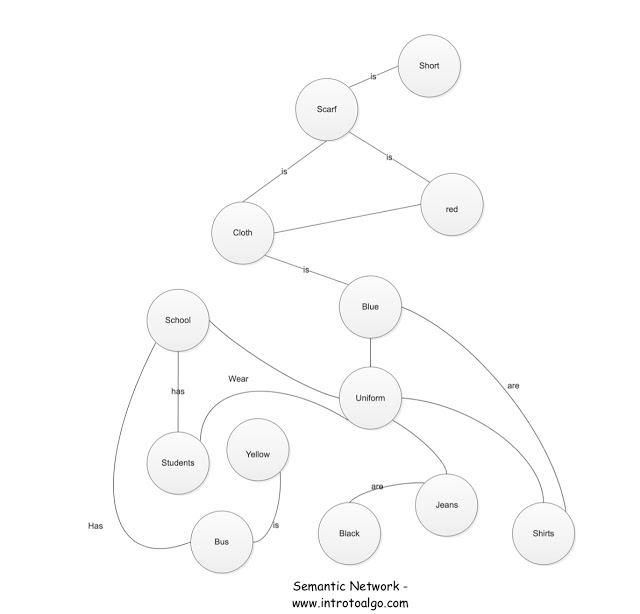 Short
is
Scarf
is
is
red
Cloth
is
Blue
School
are
Wear
has
Uniform
Yellow
Students
are
Jeans
Has
is
Black
Shirts
Bus
Semantic Network -
www.introtoalgo.com